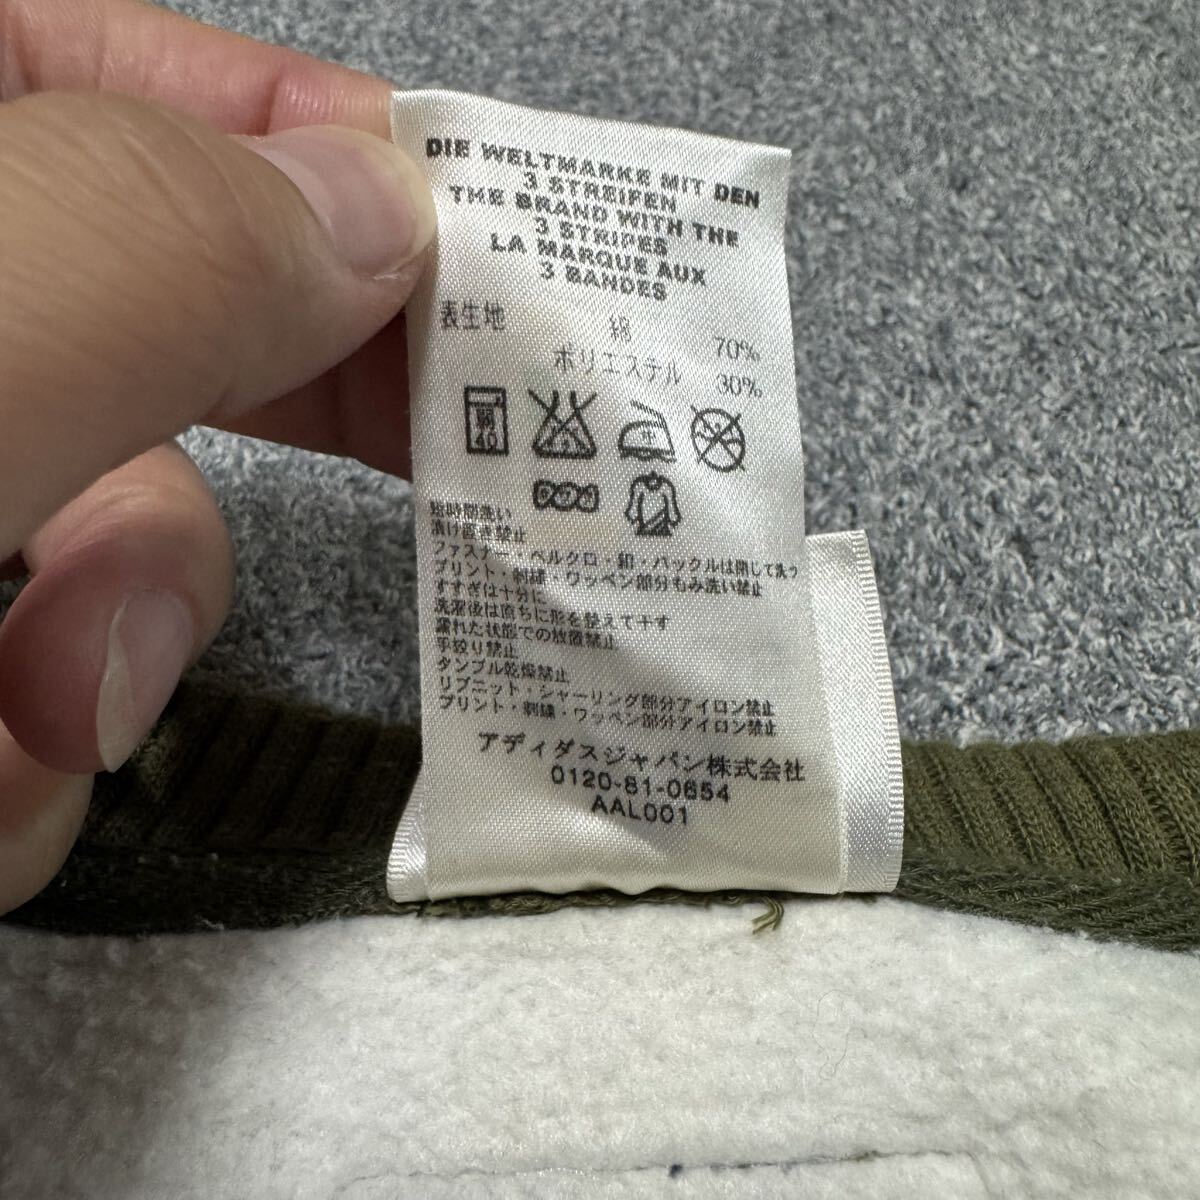 DIE WELTMARKE MIT DEN
3 STREIFEN
THE BRAND WITH THE
3 STRIPES
LA MARQUE AUX
3 BANDES
表生地 綿 70%
ポリエステル 30%
弱 40 中
短時間洗い
漬け置き禁止
ファスナー・ベルクロ・釦・バックルは閉じて洗う
プリント・刺繍・ワッペン部分もみ洗い禁止
すすぎは十分に
洗濯後は直ちに形を整えて干す
濡れた状態での放置禁止
手絞り禁止
タンブル乾燥禁止
リブニット・シャーリング部分アイロン禁止
プリント・刺繍・ワッペン部分アイロン禁止
アディダスジャパン株式会社
0120-81-0654
AAL001